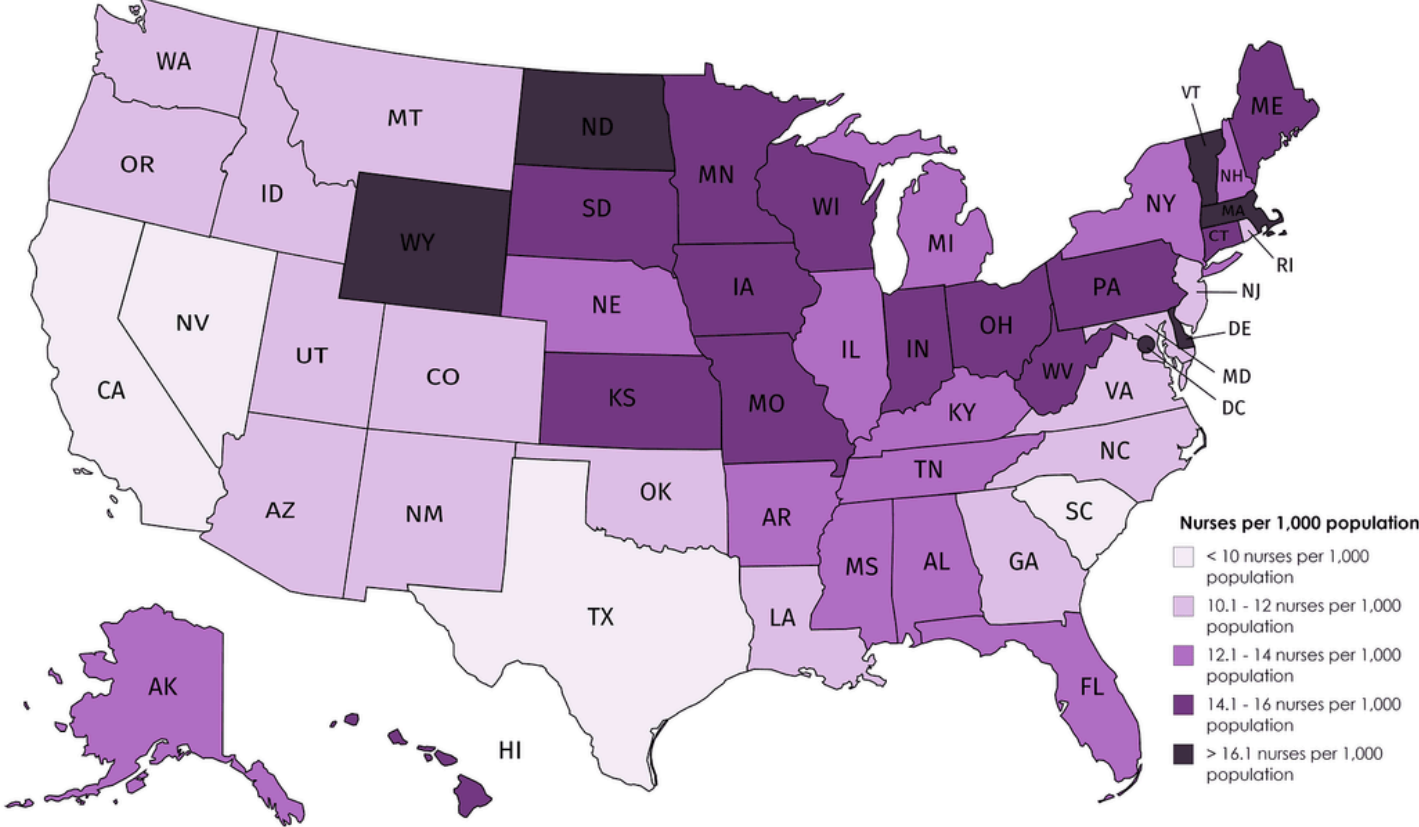 WA
MT
ND
MN
VT
ME
OR
ID
SD
WI
NH
NY
MA
WY
MI
CT
RI
NE
IA
PA
NJ
NV
UT
CO
IL
IN
OH
DE
CA
KS
MO
WV
MD
KY
VA
DC
AZ
NM
OK
AR
TN
NC
SC
TX
LA
MS
AL
GA
AK
HI
FL
Nurses per 1,000 population
< 10 nurses per 1,000
population
10.1 - 12 nurses per 1,000
population
12.1 - 14 nurses per 1,000
population
14.1 - 16 nurses per 1,000
population
> 16.1 nurses per 1,000
population